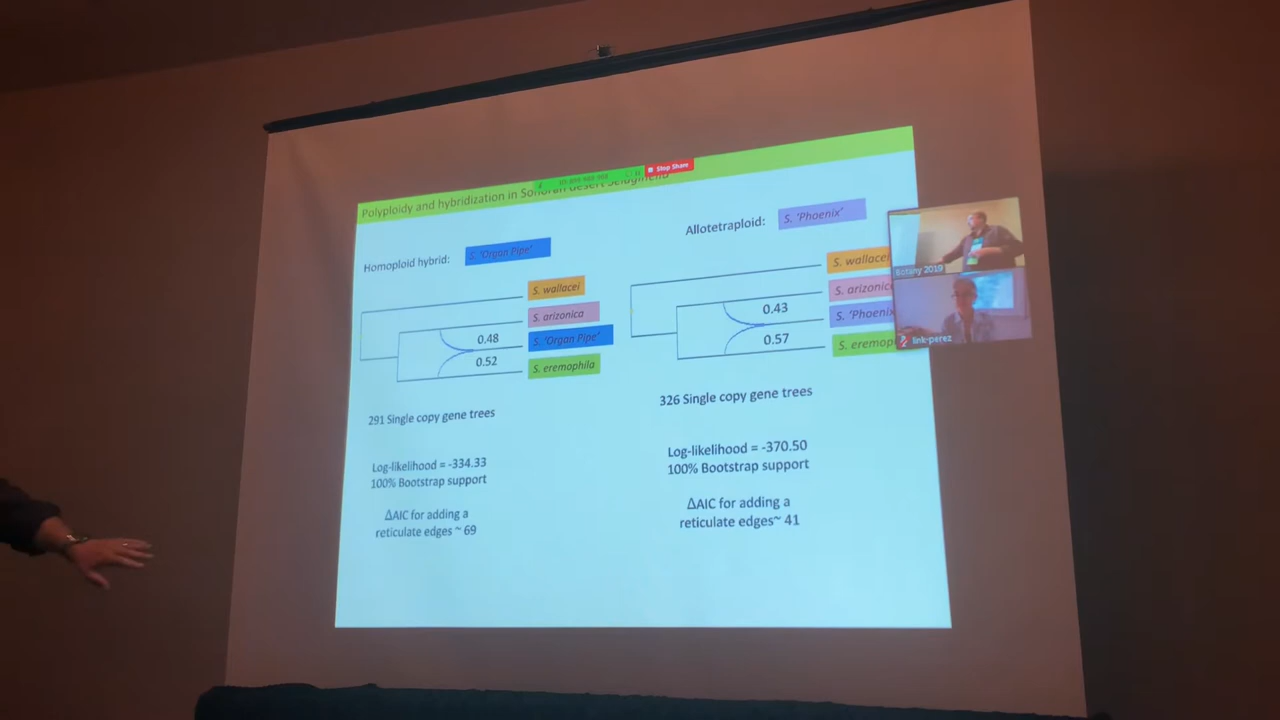 Stop Share
Polyploidy and hybridization in Sonoran desert Selaginella
Homoploid hybrid: S. 'Organ Pipe'
S. wallacei
S. arizonica
0.48
S. 'Organ Pipe'
0.52
S. eremophila
291 Single copy gene trees
Log-likelihood = -334.33
100% Bootstrap support
ΔAIC for adding a
reticulate edges ~ 69
Allotetraploid: S. 'Phoenix'
S. wallacei
S. arizonic
0.43
S. 'Phoenix
0.57
S. eremop
326 Single copy gene trees
Log-likelihood = -370.50
100% Bootstrap support
ΔAIC for adding a
reticulate edges~ 41
Botany 2019
link-perez